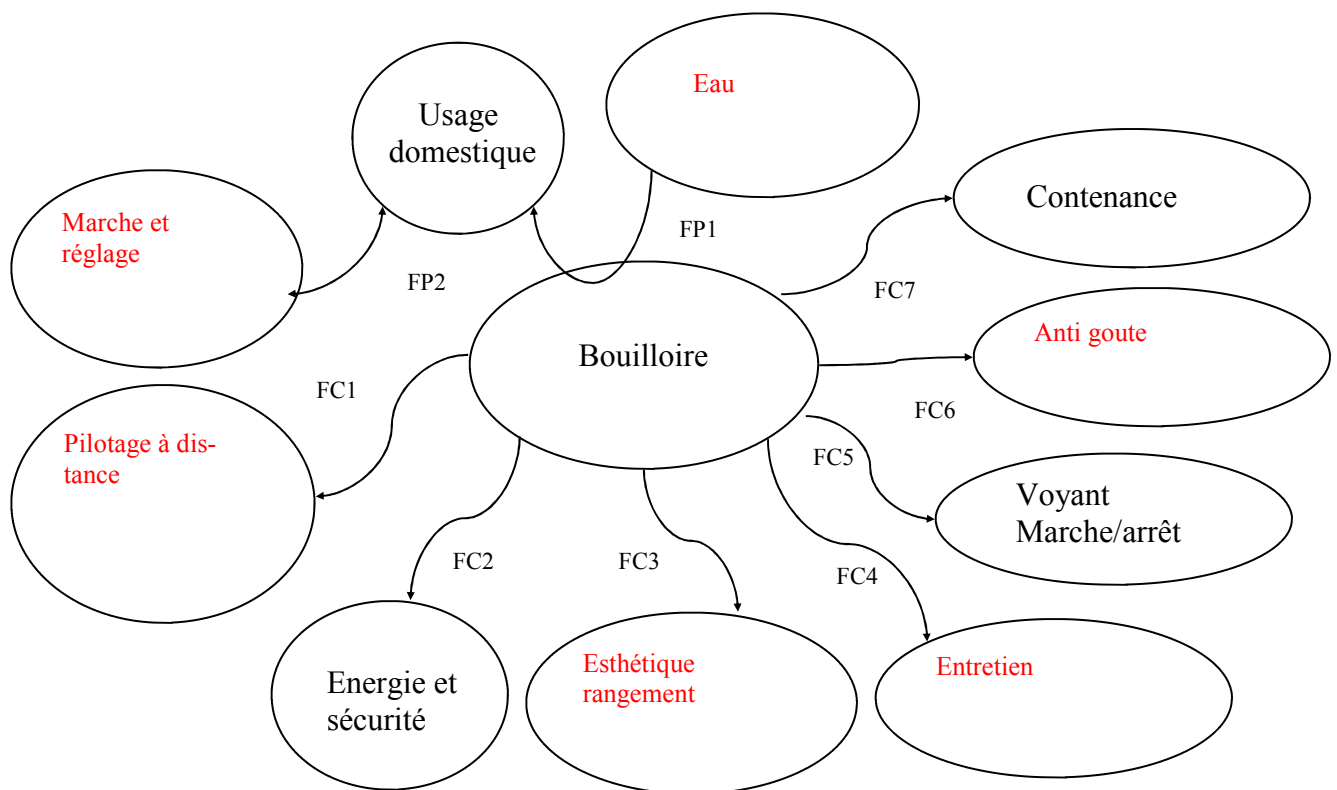 Eau
Usage
domestique
Contenance
Marche et
réglage
FP1
FP2
FC7
Bouilloire
Anti goute
FC1
FC6
Pilotage à dis-
tance
FC5
Voyant
Marche/arrêt
FC2
FC3
FC4
Esthétique
rangement
Entretien
Energie et
sécurité